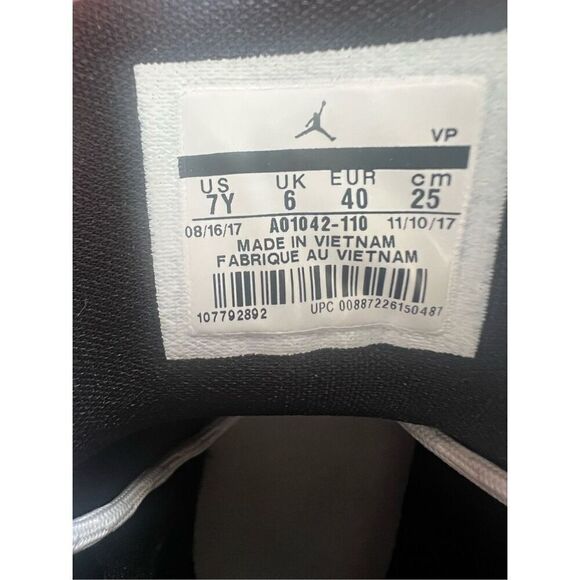 VP
US UK EUR cm
7Y 6 40 25
08/16/17 AO1042-110 11/10/17
MADE IN VIETNAM
FABRIQUE AU VIETNAM
107792892 UPC 00887226150487